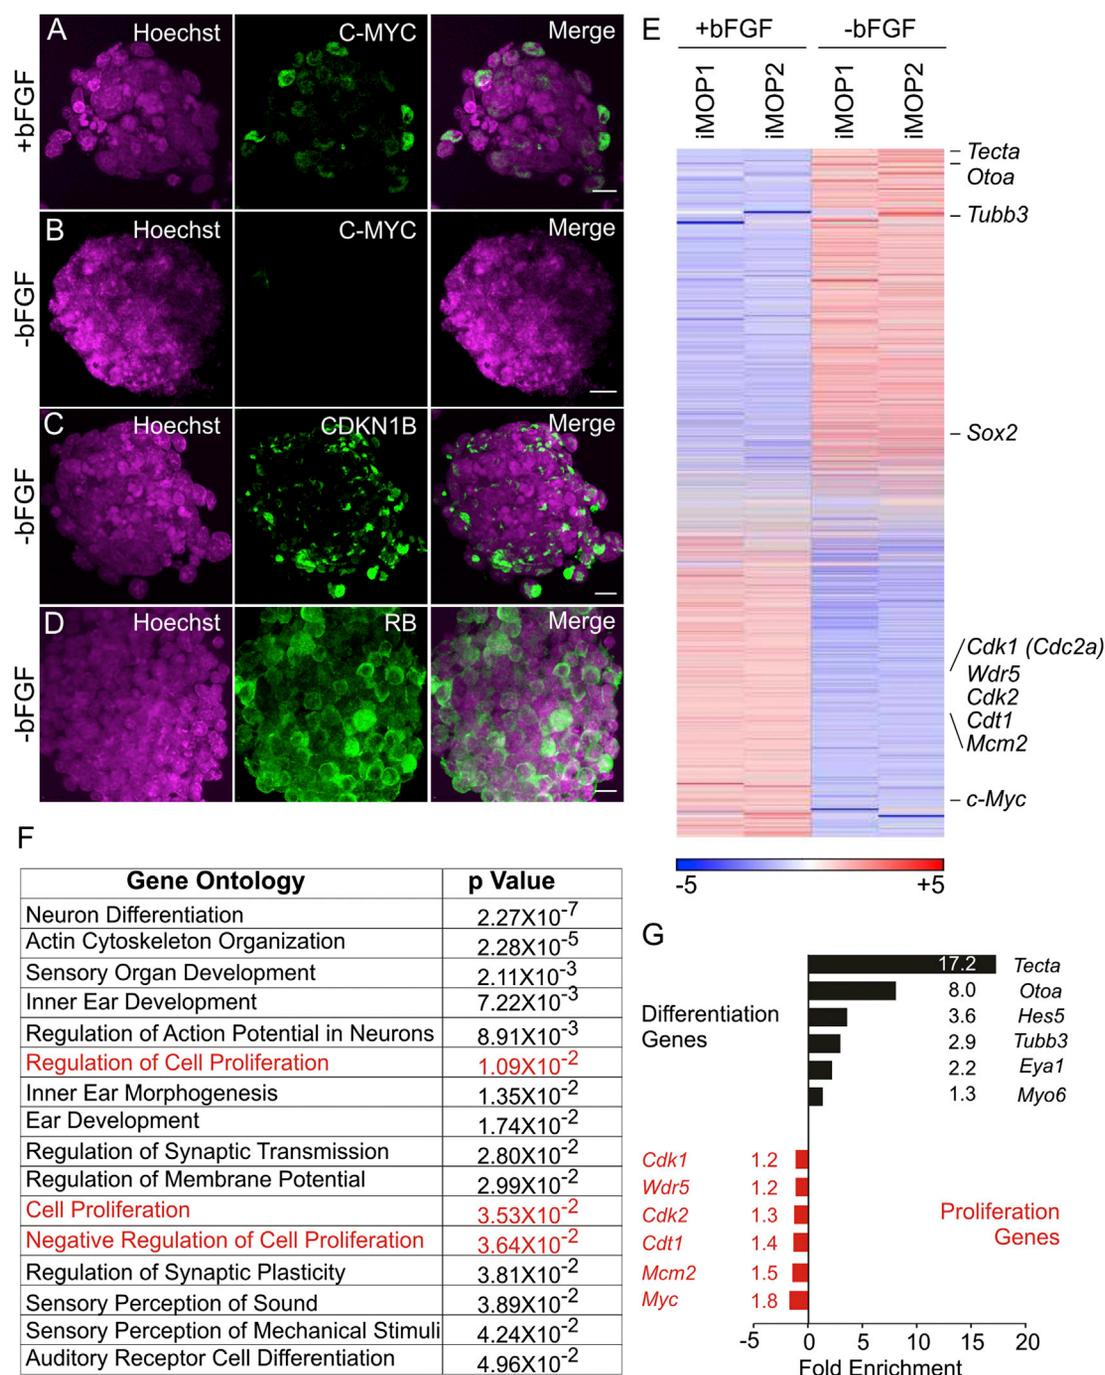 A
Hoechst
C-MYC
Merge
+bFGF
B
Hoechst
C-MYC
Merge
-bFGF
C
Hoechst
CDKN1B
Merge
-bFGF
D
Hoechst
RB
Merge
-bFGF
E
+bFGF
-bFGF
iMOP1
iMOP2
iMOP1
iMOP2
Tecta
Otoa
Tubb3
Sox2
Cdk1 (Cdc2a)
Wdr5
Cdk2
Cdt1
Mcm2
c-Myc
-5
+5
F
Gene Ontology p Value
Neuron Differentiation 2.27X10-7
Actin Cytoskeleton Organization 2.28X10-5
Sensory Organ Development 2.11X10-3
Inner Ear Development 7.22X10-3
Regulation of Action Potential in Neurons 8.91X10-3
Regulation of Cell Proliferation 1.09X10-2
Inner Ear Morphogenesis 1.35X10-2
Ear Development 1.74X10-2
Regulation of Synaptic Transmission 2.80X10-2
Regulation of Membrane Potential 2.99X10-2
Cell Proliferation 3.53X10-2
Negative Regulation of Cell Proliferation 3.64X10-2
Regulation of Synaptic Plasticity 3.81X10-2
Sensory Perception of Sound 3.89X10-2
Sensory Perception of Mechanical Stimuli 4.24X10-2
Auditory Receptor Cell Differentiation 4.96X10-2
G
Differentiation
Genes
17.2 Tecta
8.0 Otoa
3.6 Hes5
2.9 Tubb3
2.2 Eya1
1.3 Myo6
Cdk1 1.2
Wdr5 1.2
Cdk2 1.3
Cdt1 1.4
Mcm2 1.5
Myc 1.8
Proliferation
Genes
-5 0 5 10 15 20
Fold Enrichment